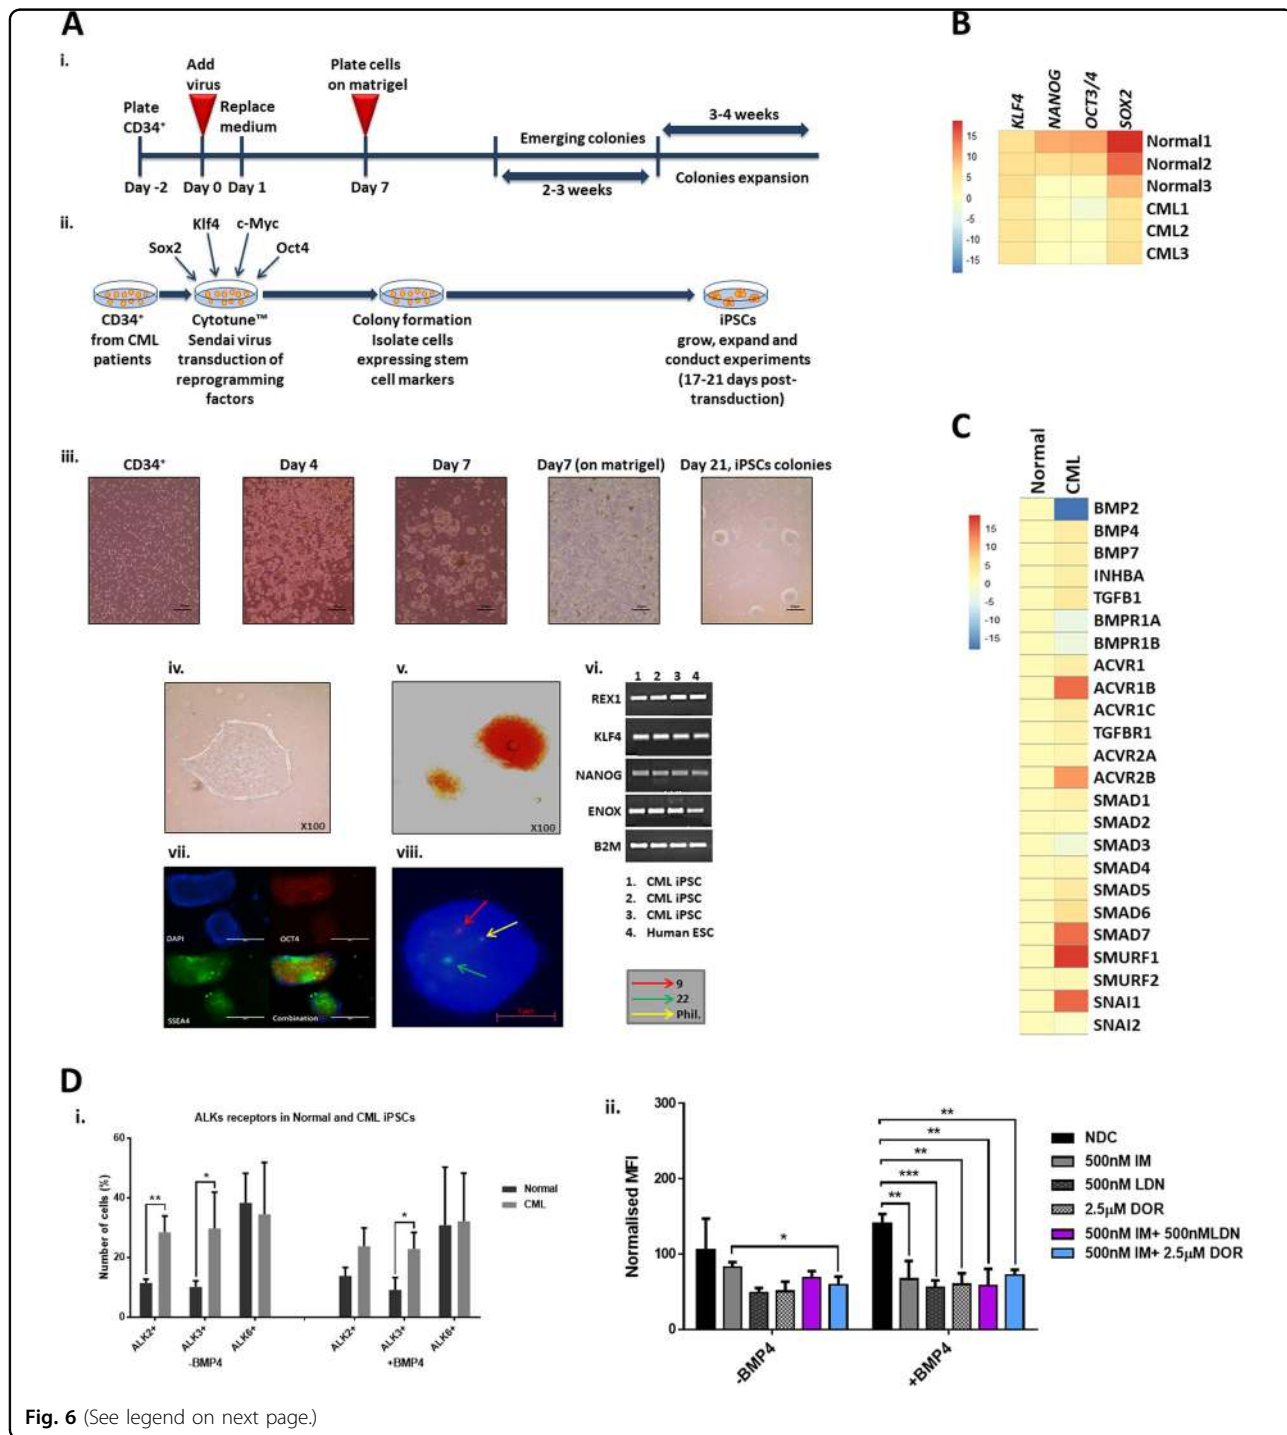 A
i.
Add
virus
Plate cells
on matrigel
Plate
CD34⁺
Replace
medium
3-4 weeks
Emerging colonies
Day -2
Day 0
Day 1
Day 7
2-3 weeks
Colonies expansion
ii.
Klf4
c-Myc
Sox2
Oct4
CD34⁺
from CML
patients
Cytotune™
Sendai virus
transduction of
reprogramming
factors
Colony formation
Isolate cells
expressing stem
cell markers
iPSCs
grow, expand and
conduct experiments
(17-21 days post-
transduction)
iii.
CD34⁺
Day 4
Day 7
Day7 (on matrigel)
Day 21, iPSCs colonies
iv.
X100
v.
X100
vi.
1 2 3 4
REX1
KLF4
NANOG
ENOX
B2M
1. CML iPSC
2. CML iPSC
3. CML iPSC
4. Human ESC
vii.
DAPI
OCT4
SSEA4
Combination
viii.
9
22
Phil.
B
KLF4
NANOG
OCT3/4
SOX2
15
10
5
0
-5
-10
-15
Normal1
Normal2
Normal3
CML1
CML2
CML3
C
Normal
CML
15
10
5
0
-5
-10
-15
BMP2
BMP4
BMP7
INHBA
TGFB1
BMPR1A
BMPR1B
ACVR1
ACVR1B
ACVR1C
TGFBR1
ACVR2A
ACVR2B
SMAD1
SMAD2
SMAD3
SMAD4
SMAD5
SMAD6
SMAD7
SMURF1
SMURF2
SNAI1
SNAI2
D
i.
ALKs receptors in Normal and CML iPSCs
Number of cells (%)
60
40
20
0
**
*
*
Normal
CML
ALK2+
ALK3+
ALK6+
ALK2+
ALK3+
ALK6+
-BMP4
+BMP4
ii.
Normalised MFI
300
200
100
0
*
**
**
**
***
**
-BMP4
+BMP4
NDC
500nM IM
500nM LDN
2.5μM DOR
500nM IM+ 500nMLDN
500nM IM+ 2.5μM DOR
Fig. 6 (See legend on next page.)